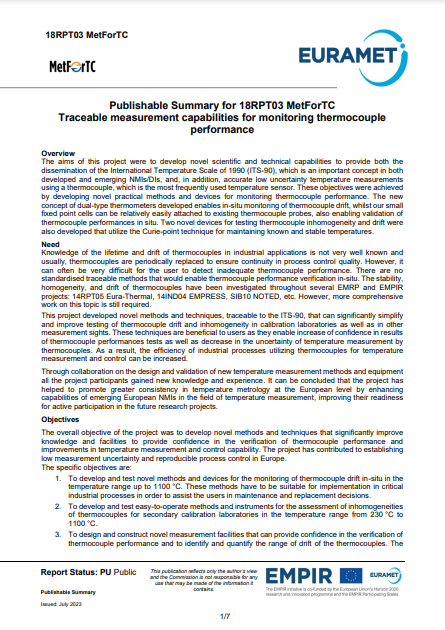 18RPT03 MetForTC
MetForTC
EURAMET
Publishable Summary for 18RPT03 MetForTC
Traceable measurement capabilities for monitoring thermocouple
performance
Overview
The aims of this project were to develop novel scientific and technical capabilities to provide both the
dissemination of the International Temperature Scale of 1990 (ITS-90), which is an important concept in both
developed and emerging NMIs/DIs, and, in addition, accurate low uncertainty temperature measurements
using a thermocouple, which is the most frequently used temperature sensor. These objectives were achieved
by developing novel practical methods and devices for monitoring thermocouple performance. The new
concept of dual-type thermometers developed enables in-situ monitoring of thermocouple drift, whilst our small
fixed point cells can be relatively easily attached to existing temperature probes, also enabling validation of
thermocouple performances in situ. Two novel devices for testing thermocouple inhomogeneity and drift were
also developed that utilize the Curie-point technique for maintaining known and stable temperatures.
Need
Knowledge of the lifetime and drift of thermocouples in industrial applications is not very well known and
usually, thermocouples are periodically replaced to ensure continuity in process control quality. However, it
can often be very difficult for the user to detect inadequate thermocouple performance. There are no
standardised traceable methods that would enable thermocouple performance verification in-situ. The stability,
homogeneity, and drift of thermocouples have been investigated throughout several EMRP and EMPIR
projects: 14RPT05 Eura-Thermal, 14IND04 EMPRESS, SIB10 NOTED, etc. However, more comprehensive
work on this topic is still required.
This project developed novel methods and techniques, traceable to the ITS-90, that can significantly simplify
and improve testing of thermocouple drift and inhomogeneity in calibration laboratories as well as in other
measurement sights. These techniques are beneficial to users as they enable increase of confidence in results
of thermocouple performances tests as well as decrease in the uncertainty of temperature measurement by
thermocouples. As a result, the efficiency of industrial processes utilizing thermocouples for temperature
measurement and control can be increased.
Through collaboration on the design and validation of new temperature measurement methods and equipment
all the project participants gained new knowledge and experience. It can be concluded that the project has
helped to promote greater consistency in temperature metrology at the European level by enhancing
capabilities of emerging European NMIs in the field of temperature measurement, improving their readiness
for active participation in the future research projects.
Objectives
The overall objective of the project was to develop novel methods and techniques that significantly improve
knowledge and facilities to provide confidence in the verification of thermocouple performance and
improvements in temperature measurement and control capability. The project has contributed to establishing
low measurement uncertainty and reproducible process control in Europe.
The specific objectives are:
1. To develop and test novel methods and devices for the monitoring of thermocouple drift in-situ in the
temperature range up to 1100 °C. These methods have to be suitable for implementation in critical
industrial processes in order to assist the users in maintenance and replacement decisions.
2. To develop and test easy-to-operate methods and instruments for the assessment of inhomogeneities
of thermocouples for secondary calibration laboratories in the temperature range from 230 °C to
1100 °C.
3. To design and construct novel measurement facilities that can provide confidence in the verification of
thermocouple performance and to identify and quantify the range of drift of the thermocouples. The
Report Status: PU Public
This publication reflects only the author's view
and the Commission is not responsible for any
use that may be made of the information it
contains.
EMPIR
EURAMET
The EMPIR initiative is co-funded by the European Union's Horizon 2020
research and innovation programme and the EMPIR Participating States
Publishable Summary
Issued: July 2023
1/7